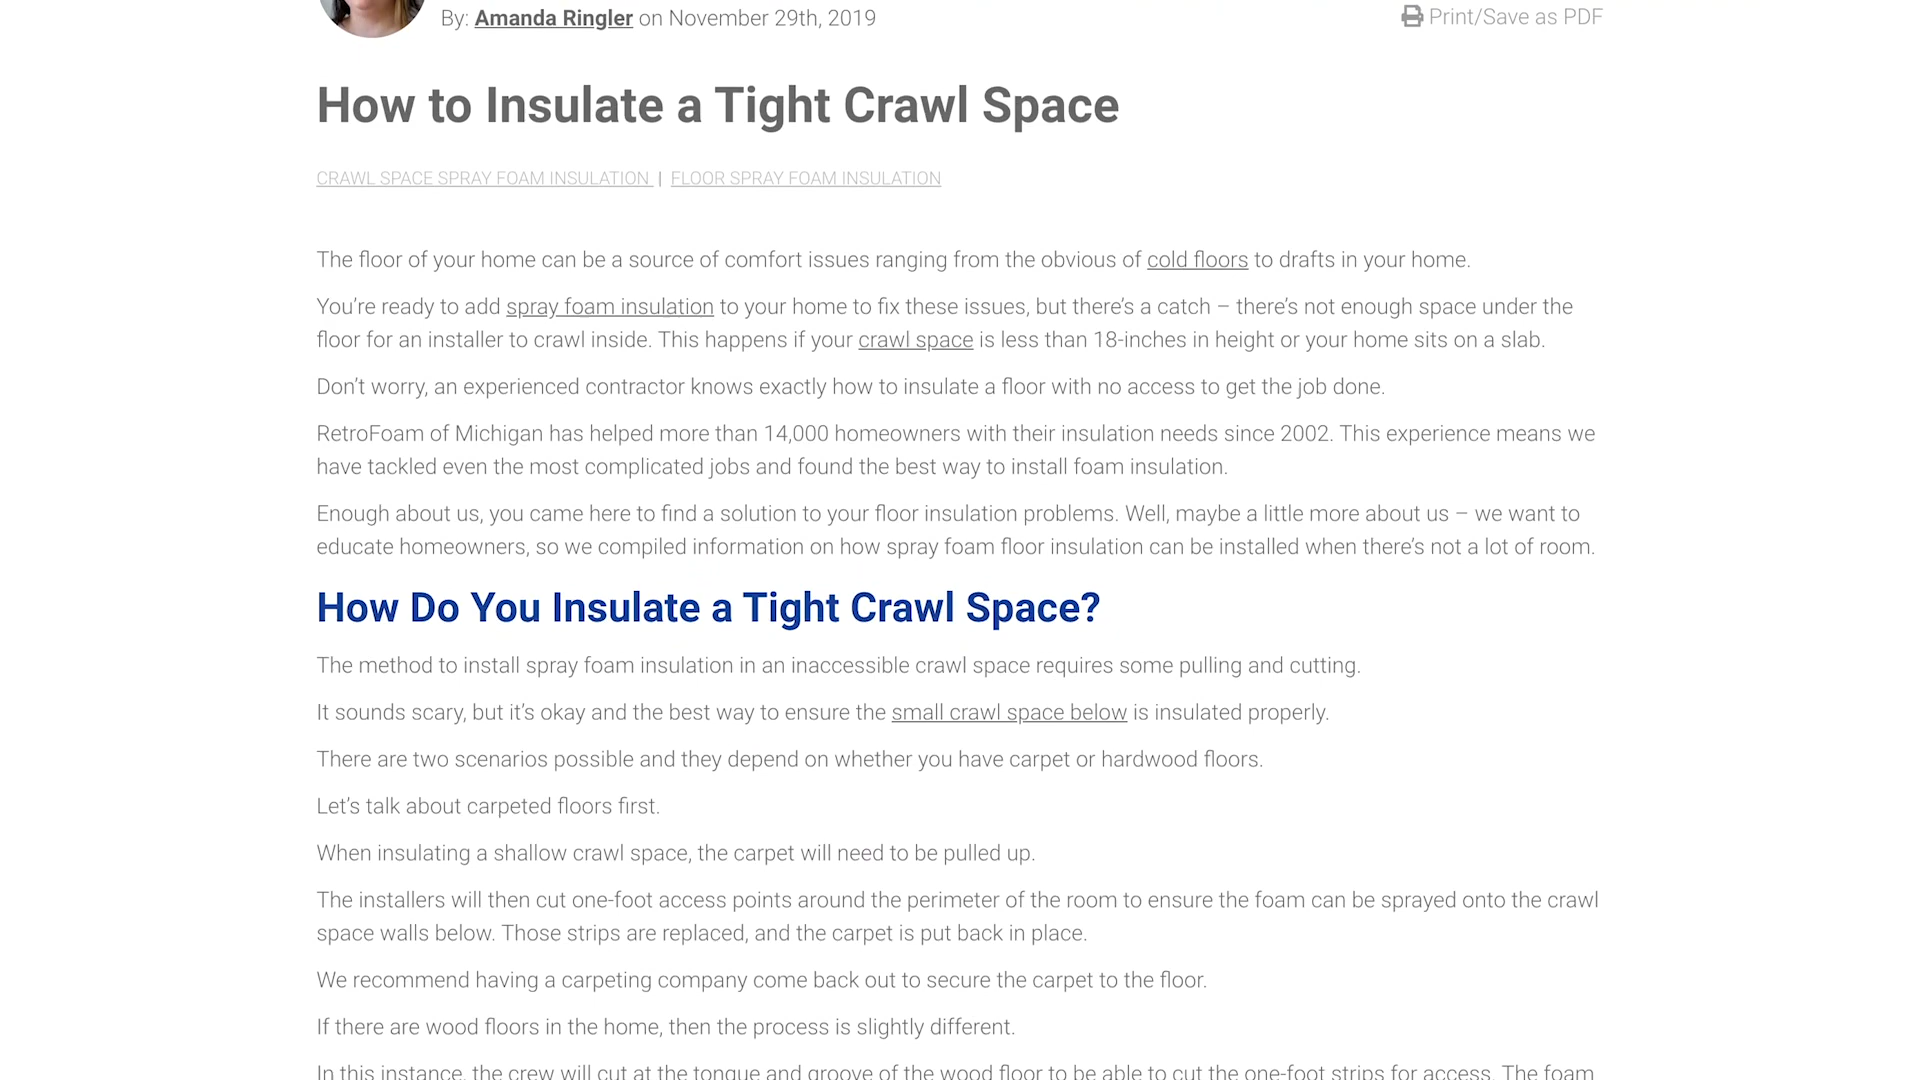 By: Amanda Ringler on November 29th, 2019
Print/Save as PDF
How to Insulate a Tight Crawl Space
CRAWL SPACE SPRAY FOAM INSULATION | FLOOR SPRAY FOAM INSULATION
The floor of your home can be a source of comfort issues ranging from the obvious of cold floors to drafts in your home.
You’re ready to add spray foam insulation to your home to fix these issues, but there’s a catch – there’s not enough space under the
floor for an installer to crawl inside. This happens if your crawl space is less than 18-inches in height or your home sits on a slab.
Don’t worry, an experienced contractor knows exactly how to insulate a floor with no access to get the job done.
RetroFoam of Michigan has helped more than 14,000 homeowners with their insulation needs since 2002. This experience means we
have tackled even the most complicated jobs and found the best way to install foam insulation.
Enough about us, you came here to find a solution to your floor insulation problems. Well, maybe a little more about us – we want to
educate homeowners, so we compiled information on how spray foam floor insulation can be installed when there’s not a lot of room.
How Do You Insulate a Tight Crawl Space?
The method to install spray foam insulation in an inaccessible crawl space requires some pulling and cutting.
It sounds scary, but it’s okay and the best way to ensure the small crawl space below is insulated properly.
There are two scenarios possible and they depend on whether you have carpet or hardwood floors.
Let’s talk about carpeted floors first.
When insulating a shallow crawl space, the carpet will need to be pulled up.
The installers will then cut one-foot access points around the perimeter of the room to ensure the foam can be sprayed onto the crawl
space walls below. Those strips are replaced, and the carpet is put back in place.
We recommend having a carpeting company come back out to secure the carpet to the floor.
If there are wood floors in the home, then the process is slightly different.
In this instance, the crew will cut at the tongue and groove of the wood floor to be able to cut the one-foot strips for access. The foam